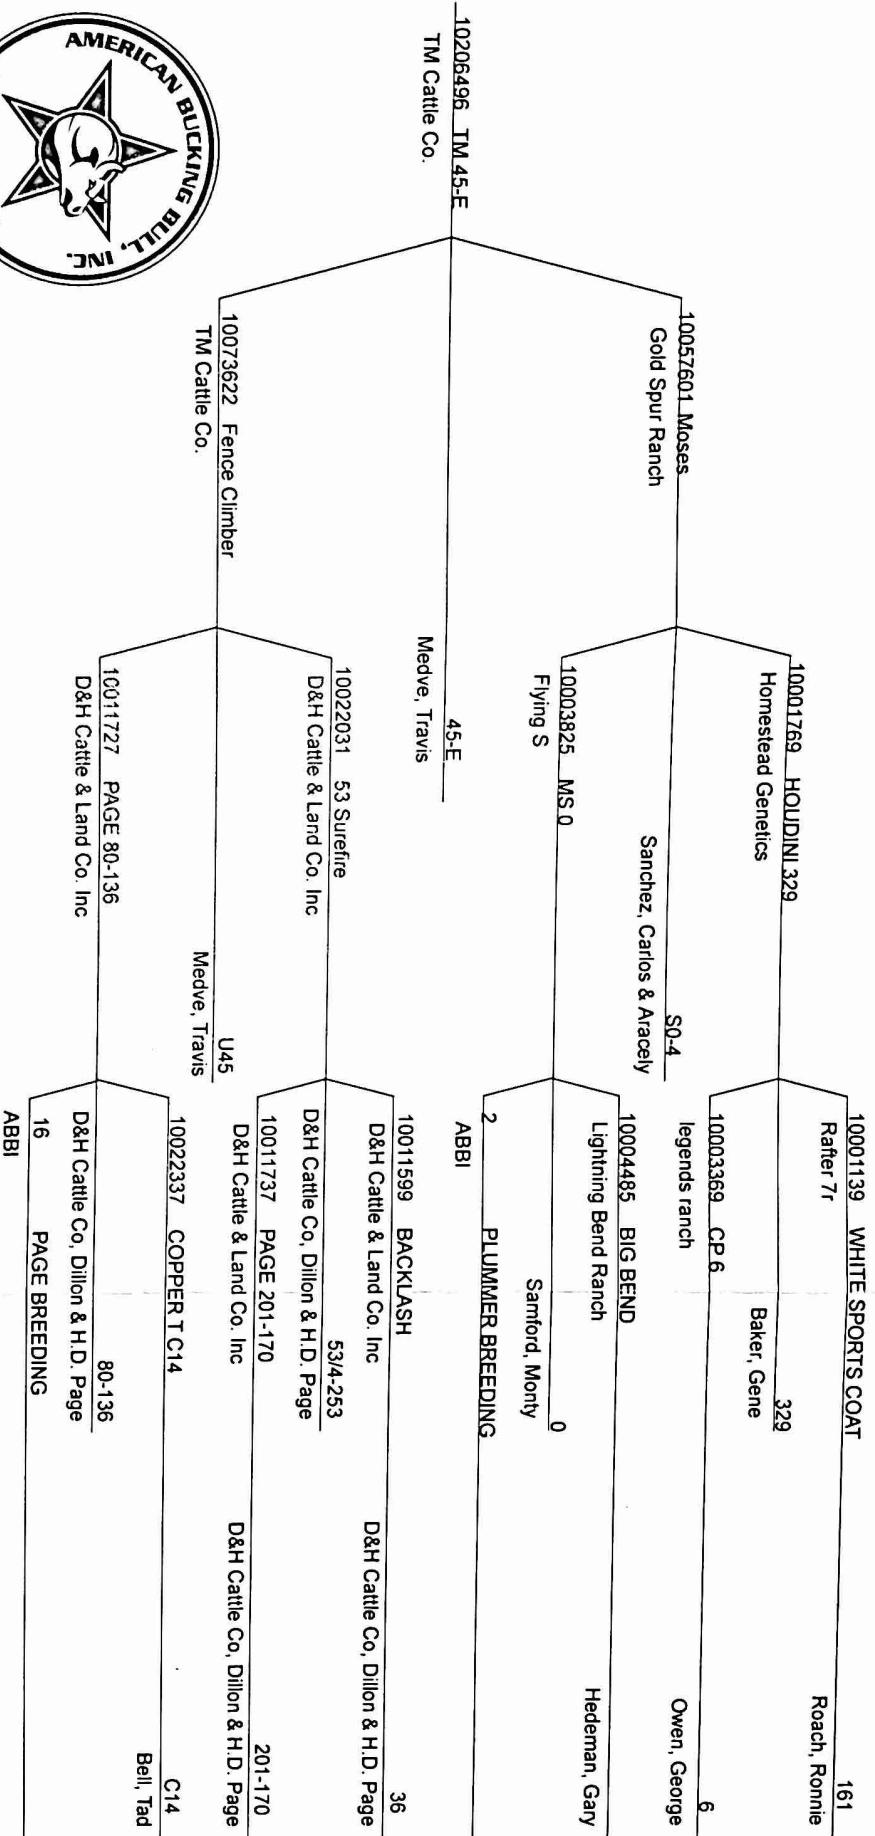 AMERICAN BUCKING BULL, INC.
10206496 TM 45-E
TM Cattle Co.
45-E
Medve, Travis
10057601 Moses
Gold Spur Ranch
S0-4
Sanchez, Carlos & Aracely
10073622 Fence Climber
TM Cattle Co.
U45
Medve, Travis
10001769 HOUDINI 329
Homestead Genetics
329
Baker, Gene
10003825 MS 0
Flying S
0
Samford, Monty
10022031 53 Surefire
D&H Cattle & Land Co. Inc
53/4-253
D&H Cattle Co, Dillon & H.D. Page
10011727 PAGE 80-136
D&H Cattle & Land Co. Inc
80-136
D&H Cattle Co, Dillon & H.D. Page
10001139 WHITE SPORTS COAT
Rafter 7r
161
Roach, Ronnie
10003369 CP 6
legends ranch
6
Owen, George
10004485 BIG BEND
Lightning Bend Ranch
Hedeman, Gary
2 PLUMMER BREEDING
ABBI
10011599 BACKLASH
D&H Cattle & Land Co. Inc
36
D&H Cattle Co, Dillon & H.D. Page
10011737 PAGE 201-170
D&H Cattle & Land Co. Inc
201-170
D&H Cattle Co, Dillon & H.D. Page
10022337 COPPER T C14
C14
Bell, Tad
16 PAGE BREEDING
ABBI